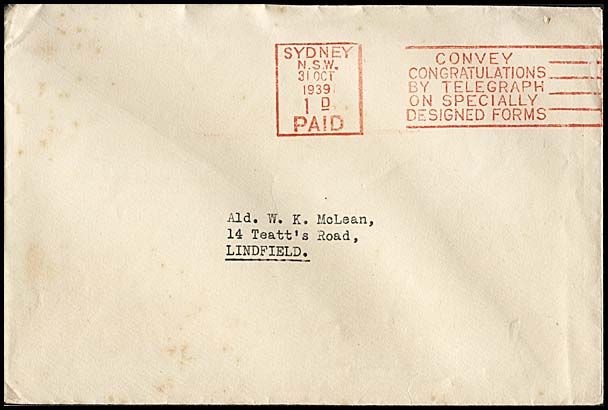 SYDNEY
N.S.W.
31 OCT
1939
1 D
PAID
CONVEY
CONGRATULATIONS
BY TELEGRAPH
ON SPECIALLY
DESIGNED FORMS
Ald. W. K. McLean,
14 Teatt's Road,
LINDFIELD.